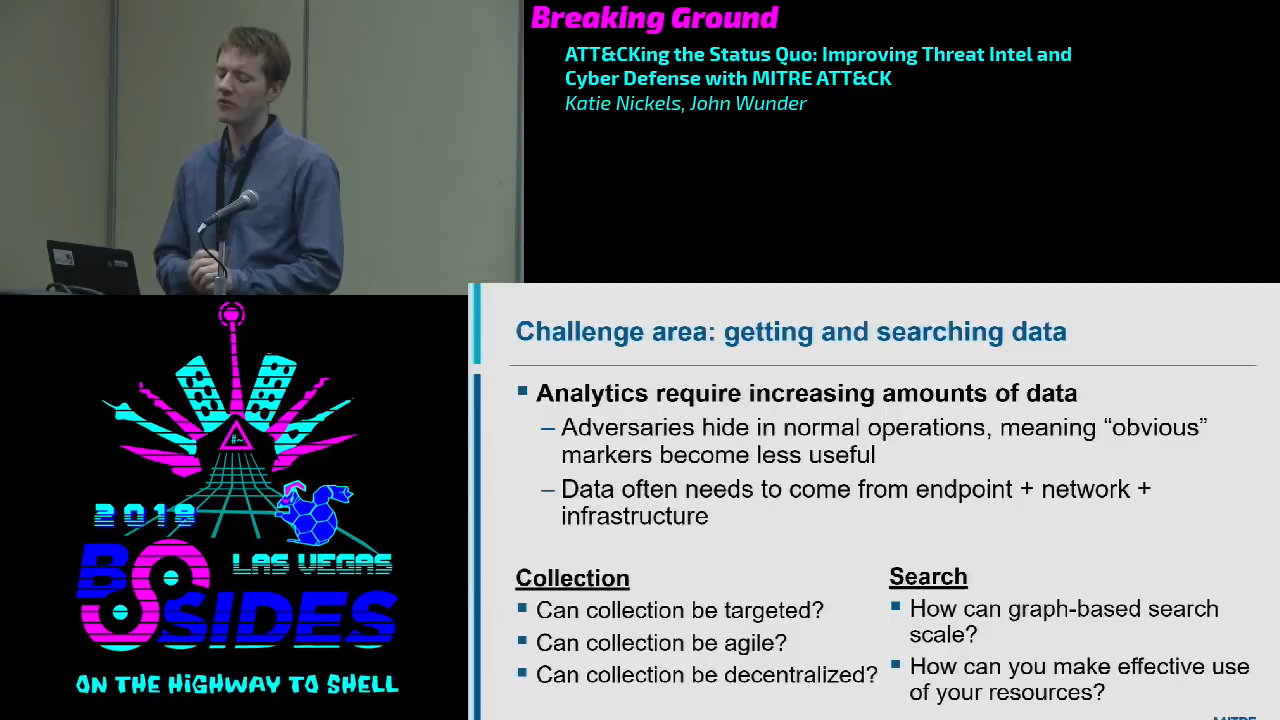 Breaking Ground
ATT&CKing the Status Quo: Improving Threat Intel and
Cyber Defense with MITRE ATT&CK
Katie Nickels, John Wunder
Challenge area: getting and searching data
Analytics require increasing amounts of data
– Adversaries hide in normal operations, meaning “obvious”
markers become less useful
– Data often needs to come from endpoint + network +
infrastructure
Collection
Can collection be targeted?
Can collection be agile?
Can collection be decentralized?
Search
How can graph-based search
scale?
How can you make effective use
of your resources?
MITRE
#~
2018
BSIDES
LAS VEGAS
ON THE HIGHWAY TO SHELL